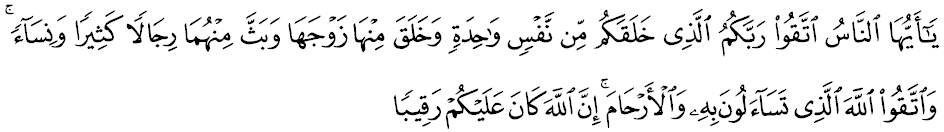 يَـٰٓأَيُّهَا ٱلنَّاسُ ٱتَّقُوا۟ رَبَّكُمُ ٱلَّذِى خَلَقَكُم مِّن نَّفْسٍ وَٰحِدَةٍ وَخَلَقَ مِنْهَا زَوْجَهَا وَبَثَّ مِنْهُمَا رِجَالًا كَثِيرًا وَنِسَآءً ۚ
وَٱتَّقُوا۟ ٱللَّهَ ٱلَّذِى تَسَآءَلُونَ بِهِۦ وَٱلْأَرْحَامَ ۚ إِنَّ ٱللَّهَ كَانَ عَلَيْكُمْ رَقِيبًا